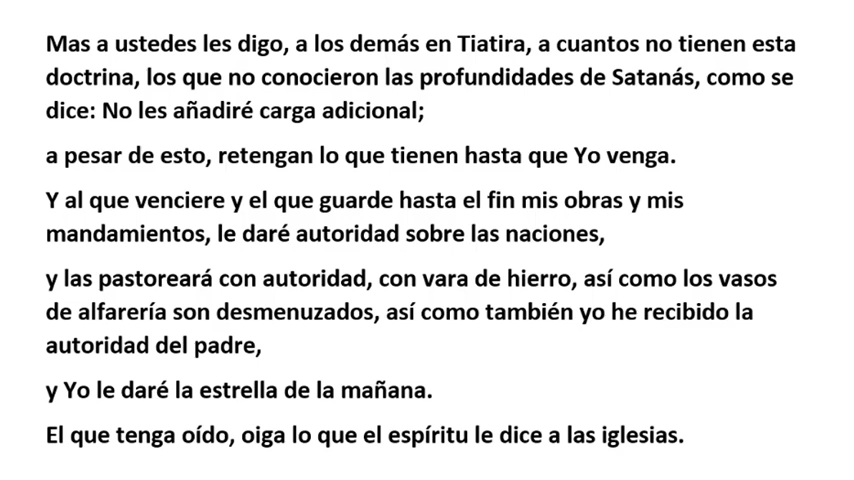 Mas a ustedes les digo, a los demás en Tiatira, a cuantos no tienen esta
doctrina, los que no conocieron las profundidades de Satanás, como se
dice: No les añadiré carga adicional;
a pesar de esto, retengan lo que tienen hasta que Yo venga.
Y al que venciere y el que guarde hasta el fin mis obras y mis
mandamientos, le daré autoridad sobre las naciones,
y las pastoreará con autoridad, con vara de hierro, así como los vasos
de alfarería son desmenuzados, así como también yo he recibido la
autoridad del padre,
y Yo le daré la estrella de la mañana.
El que tenga oído, oiga lo que el espíritu le dice a las iglesias.